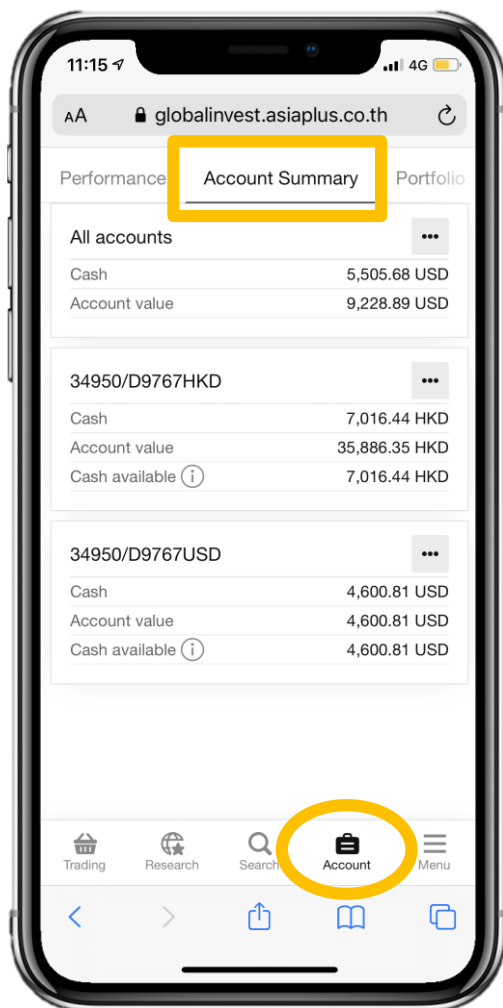 11:15 4G
AA globalinvest.asiaplus.co.th
Performance Account Summary Portfolio
All accounts
Cash 5,505.68 USD
Account value 9,228.89 USD
34950/D9767HKD
Cash 7,016.44 HKD
Account value 35,886.35 HKD
Cash available i 7,016.44 HKD
34950/D9767USD
Cash 4,600.81 USD
Account value 4,600.81 USD
Cash available i 4,600.81 USD
Trading Research Search Account Menu